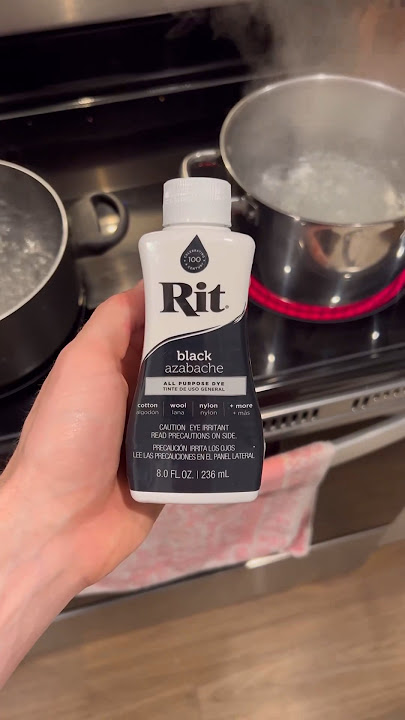 CELEBRATING
100
Rit®
black
azabache
ALL PURPOSE DYE
TINTE DE USO GENERAL
cotton wool nylon + more
algodón lana nylon + más
CAUTION EYE IRRITANT
READ PRECAUTIONS ON SIDE.
PRECAUCIÓN IRRITA LOS OJOS
LEE LAS PRECAUCIONES EN EL PANEL LATERAL
8.0 FL.OZ. | 236 mL